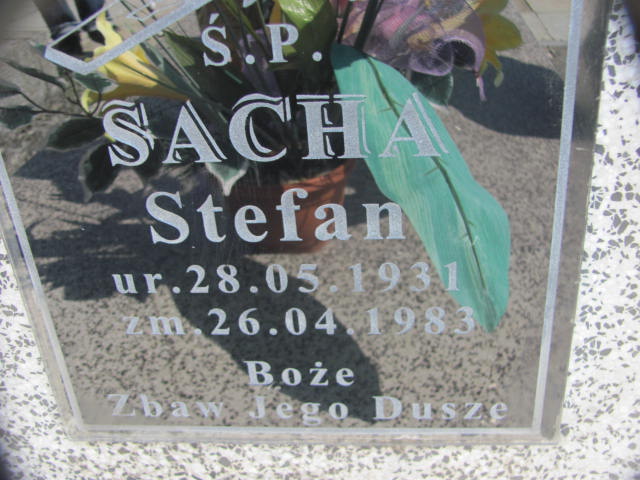 Ś.P.
SACHA
Stefan
ur.28.05.1931
zm.26.04.1983
Boże
Zbaw Jego Dusze